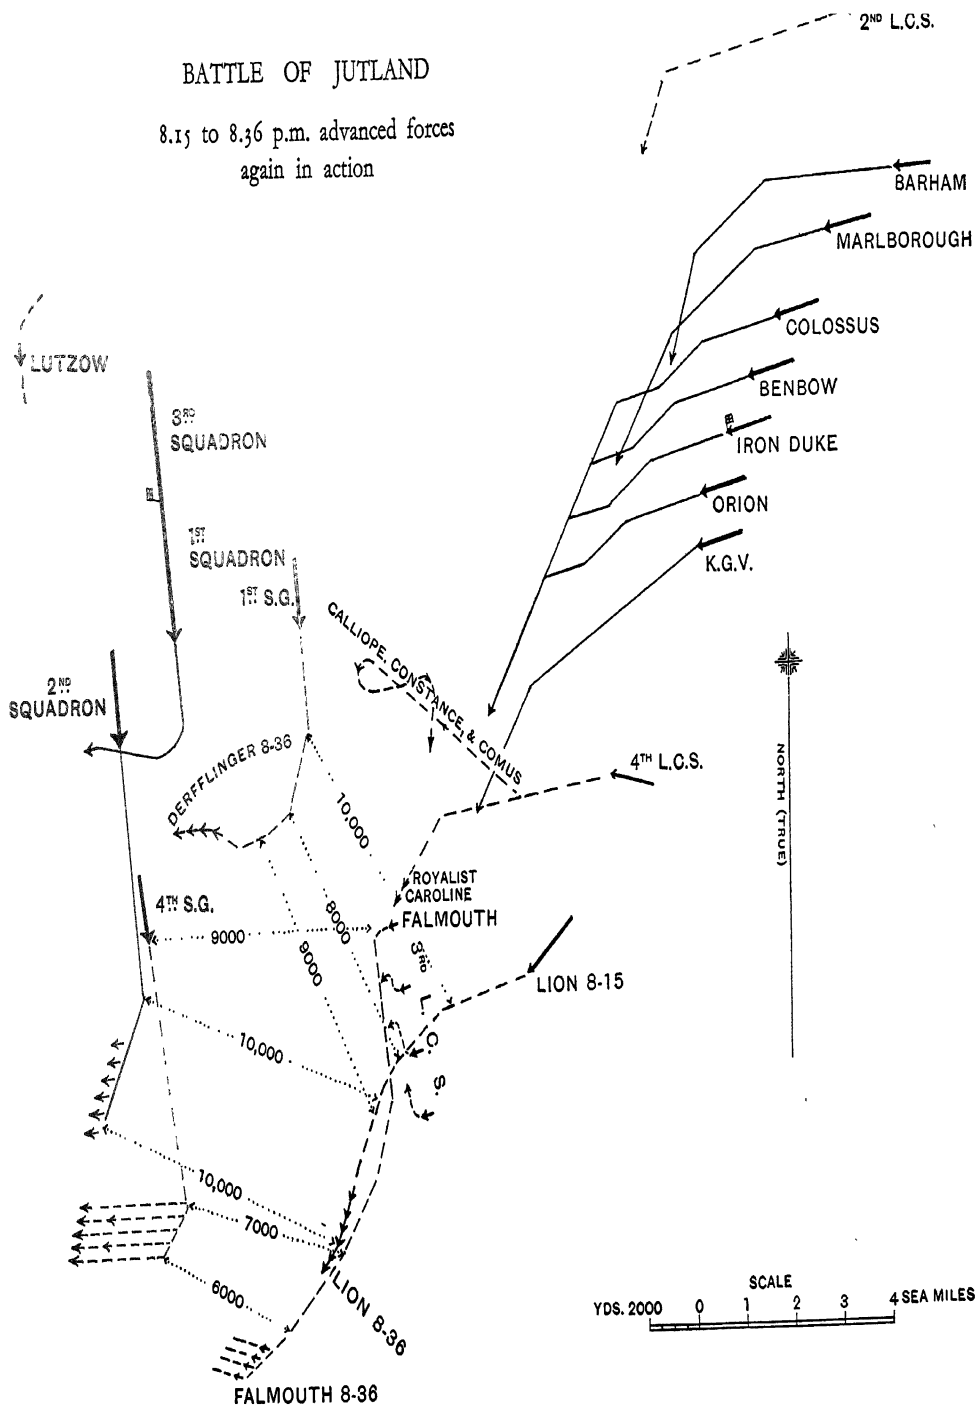 2ND L.C.S.
BATTLE OF JUTLAND
8.15 to 8.36 p.m. advanced forces
again in action
BARHAM
MARLBOROUGH
COLOSSUS
LUTZOW
BENBOW
3RD
SQUADRON
IRON DUKE
ORION
1ST
SQUADRON
K.G.V.
1ST S.G.
CALLIOPE, CONSTANCE, & COMUS
2ND
SQUADRON
DERFFLINGER 8-36
4TH L.C.S.
NORTH (TRUE)
10,000
ROYALIST
CAROLINE
4TH S.G.
FALMOUTH
8000
9000
9000
3RD L. C. S.
LION 8-15
10,000
10,000
7000
LION 8-36
6000
SCALE
YDS. 2000 0 1 2 3 4 SEA MILES
FALMOUTH 8-36